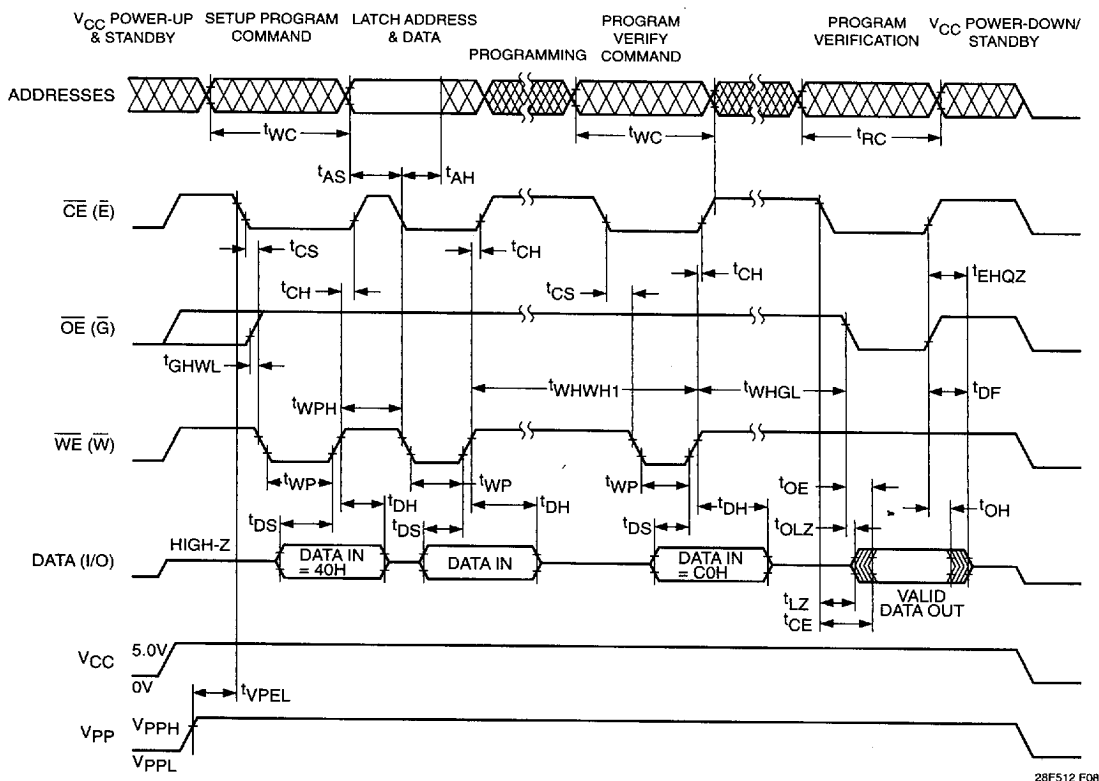 VCC POWER-UP & STANDBY
SETUP PROGRAM COMMAND
LATCH ADDRESS & DATA
PROGRAMMING
PROGRAM VERIFY COMMAND
PROGRAM VERIFICATION
VCC POWER-DOWN/ STANDBY
ADDRESSES
tWC
tWC
tRC
tAS
tAH
CE (E)
tCS
tCH
tCH
tCS
tCH
tEHQZ
OE (G)
tGHWL
tWPH
tWHWH1
tWHGL
tDF
WE (W)
tWP
tWP
tWP
tOE
tDH
tDH
tDH
tOH
tDS
tDS
tDS
tOLZ
DATA (I/O)
HIGH-Z
DATA IN = 40H
DATA IN
DATA IN = C0H
VALID DATA OUT
tLZ
tCE
VCC
5.0V
0V
tVPEL
VPP
VPPH
VPPL
28F512 F08